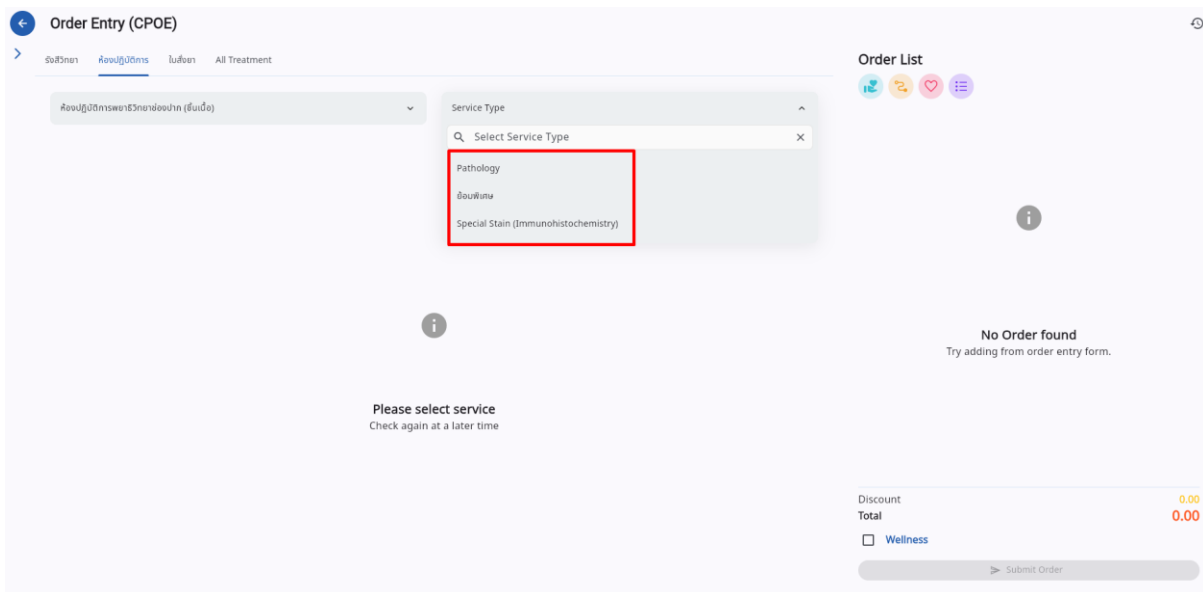 Order Entry (CPOE)
รังสีวิทยา ห้องปฏิบัติการ ใบสั่งยา All Treatment
ห้องปฏิบัติการพยาธิวิทยาช่องปาก (ชิ้นเนื้อ)
Service Type
Select Service Type
Pathology
ย้อมพิเศษ
Special Stain (Immunohistochemistry)
Please select service
Check again at a later time
Order List
No Order found
Try adding from order entry form.
Discount 0.00
Total 0.00
Wellness
Submit Order